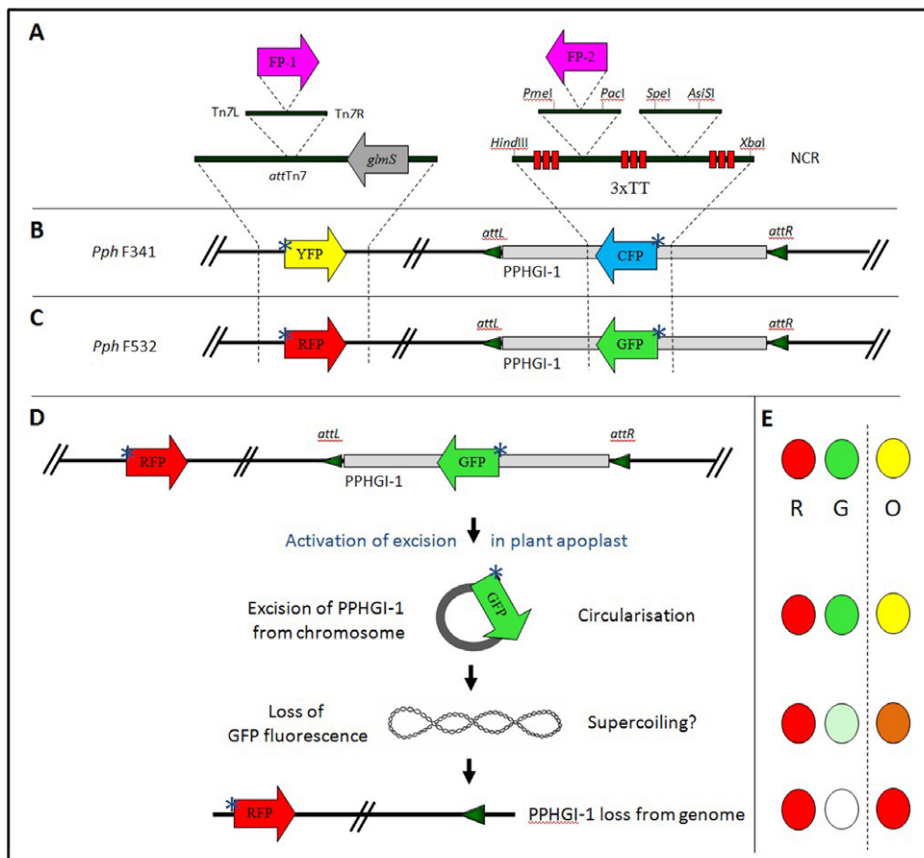 A
FP-1
FP-2
Tn7L
Tn7R
PmeI
PacI
SpeI
AsiSI
HindIII
XbaI
glmS
attTn7
3xTT
NCR
B
Pph F341
YFP
attL
PPHGI-1
CFP
attR
C
Pph F532
RFP
attL
PPHGI-1
GFP
attR
D
RFP
attL
PPHGI-1
GFP
attR
Activation of excision in plant apoplast
Excision of PPHGI-1
from chromosome
GFP
Circularisation
Loss of
GFP fluorescence
Supercoiling?
RFP
PPHGI-1 loss from genome
E
R G O